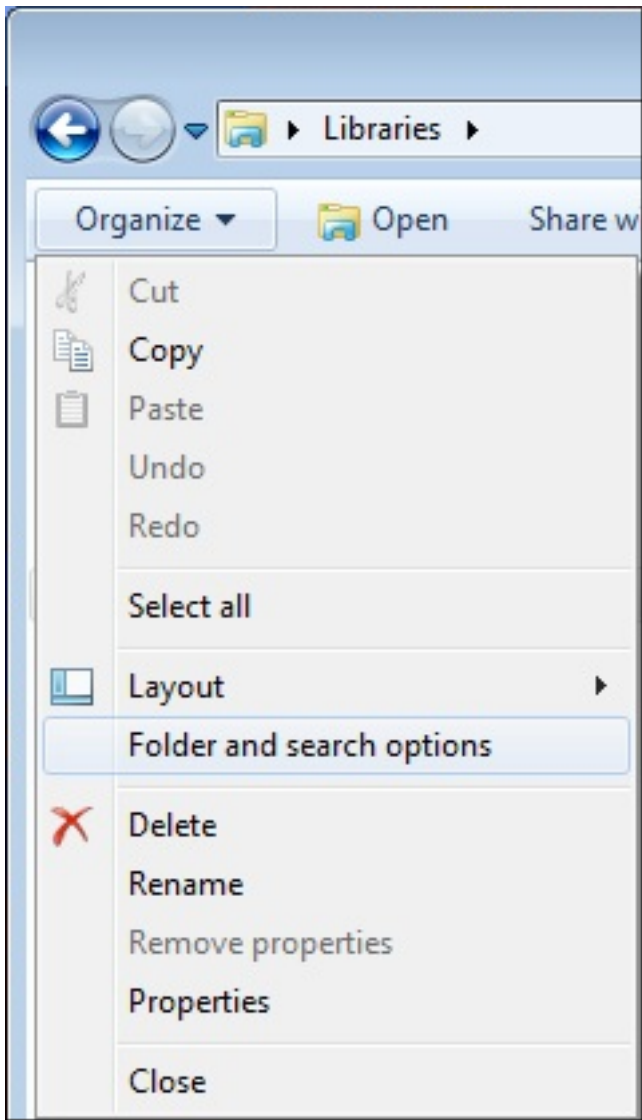 Libraries
Organize Open Share w
Cut
Copy
Paste
Undo
Redo
Select all
Layout
Folder and search options
Delete
Rename
Remove properties
Properties
Close